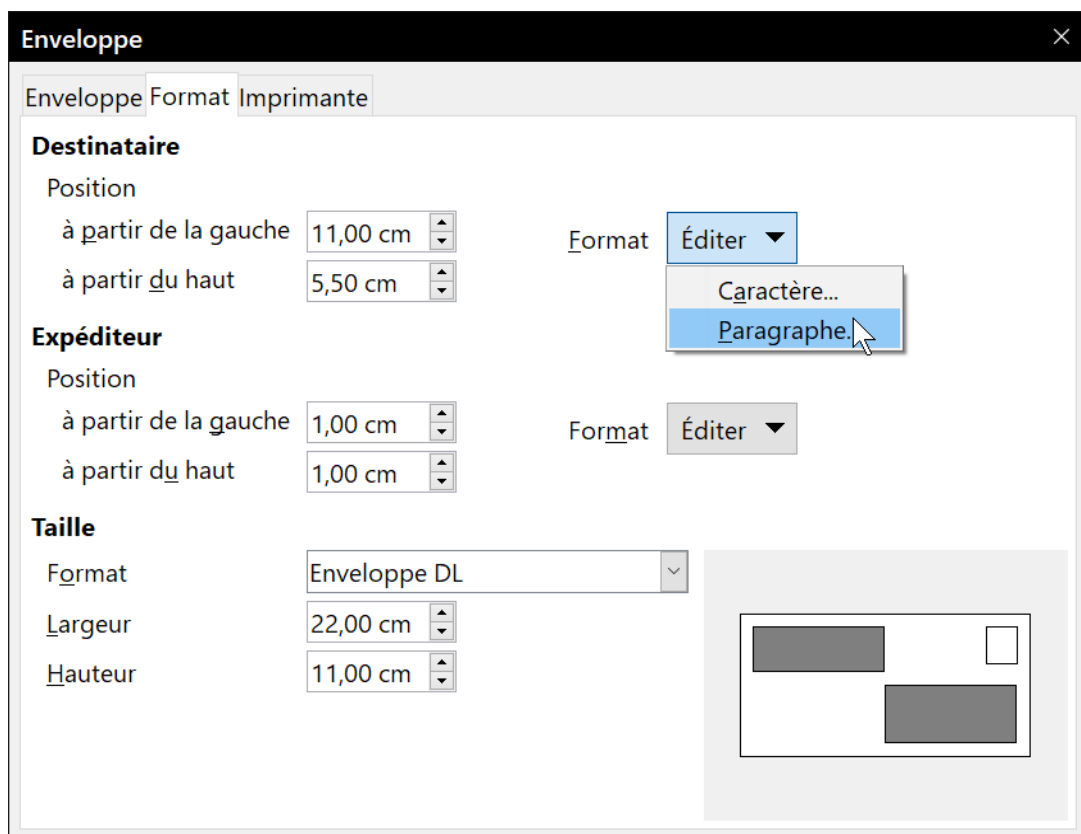 Enveloppe
Enveloppe Format Imprimante
Destinataire
Position
à partir de la gauche 11,00 cm Format Éditer
à partir du haut 5,50 cm
Caractère...
Paragraphe.
Expéditeur
Position
à partir de la gauche 1,00 cm Format Éditer
à partir du haut 1,00 cm
Taille
Format Enveloppe DL
Largeur 22,00 cm
Hauteur 11,00 cm